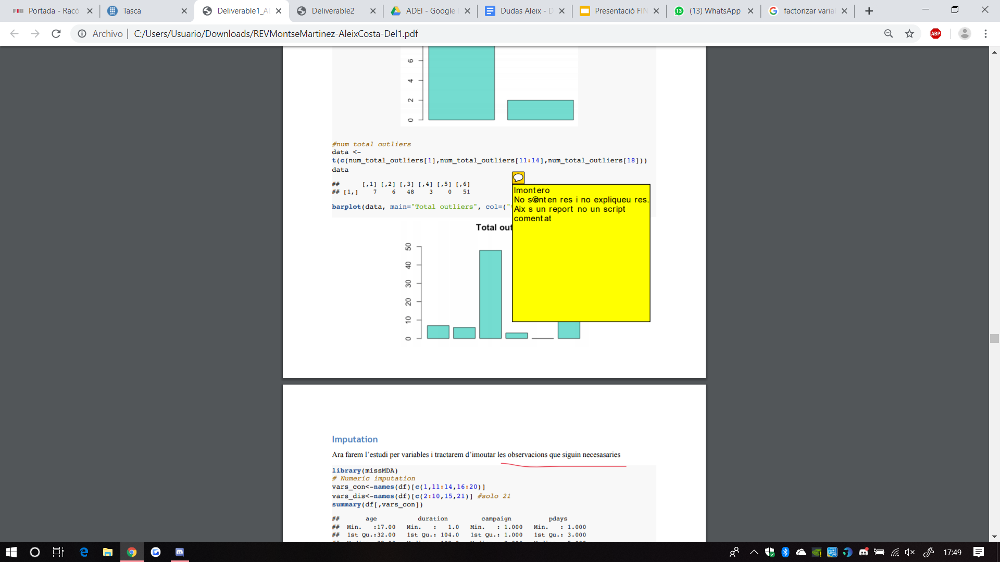 FIB Portada - Racó
Tasca
Deliverable1_A
Deliverable2
ADEI - Google
Dudas Aleix - D
Presentació FIN
13 (13) WhatsApp
factorizar varia
Archivo | C:/Users/Usuario/Downloads/REVMontseMartinez-AleixCosta-Del1.pdf
ABP
6
4
2
0
#num total outliers
data <-
t(c(num_total_outliers[1],num_total_outliers[11:14],num_total_outliers[18]))
data
## [,1] [,2] [,3] [,4] [,5] [,6]
## [1,] 7 6 48 3 0 51
barplot(data, main="Total outliers", col=("
lmontero
No s©enten res i no expliqueu res.
Aix s un report no un script
comentat
Total out
50
40
30
20
10
0
Imputation
Ara farem l'estudi per variables i tractarem d'imoutar les observacions que siguin necesasaries
library(missMDA)
# Numeric imputation
vars_con<-names(df)[c(1,11:14,16:20)]
vars_dis<-names(df)[c(2:10,15,21)] #solo 21
summary(df[,vars_con])
## age duration campaign pdays
## Min. :17.00 Min. : 1.0 Min. : 1.000 Min. : 1.000
## 1st Qu.:32.00 1st Qu.: 104.0 1st Qu.: 1.000 1st Qu.: 3.000
17:49